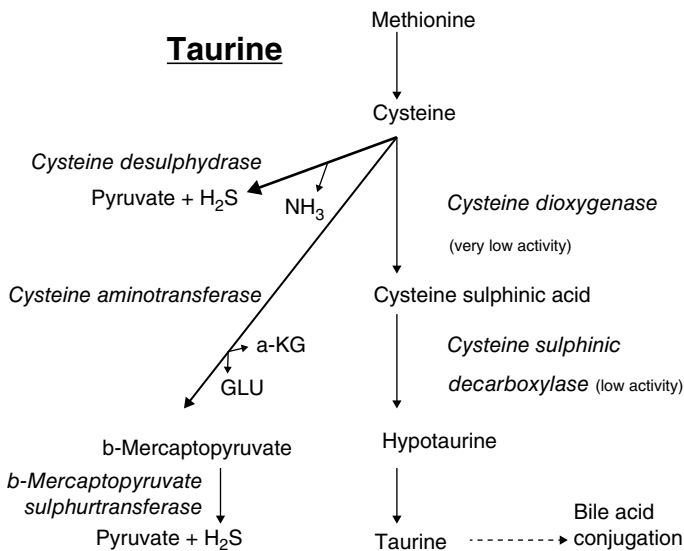 Taurine
Methionine
Cysteine
Cysteine desulphydrase
Pyruvate + H₂S
NH₃
Cysteine dioxygenase
(very low activity)
Cysteine aminotransferase
Cysteine sulphinic acid
a-KG
GLU
Cysteine sulphinic
decarboxylase (low activity)
b-Mercaptopyruvate
Hypotaurine
b-Mercaptopyruvate
sulphurtransferase
Pyruvate + H₂S
Taurine
Bile acid
conjugation